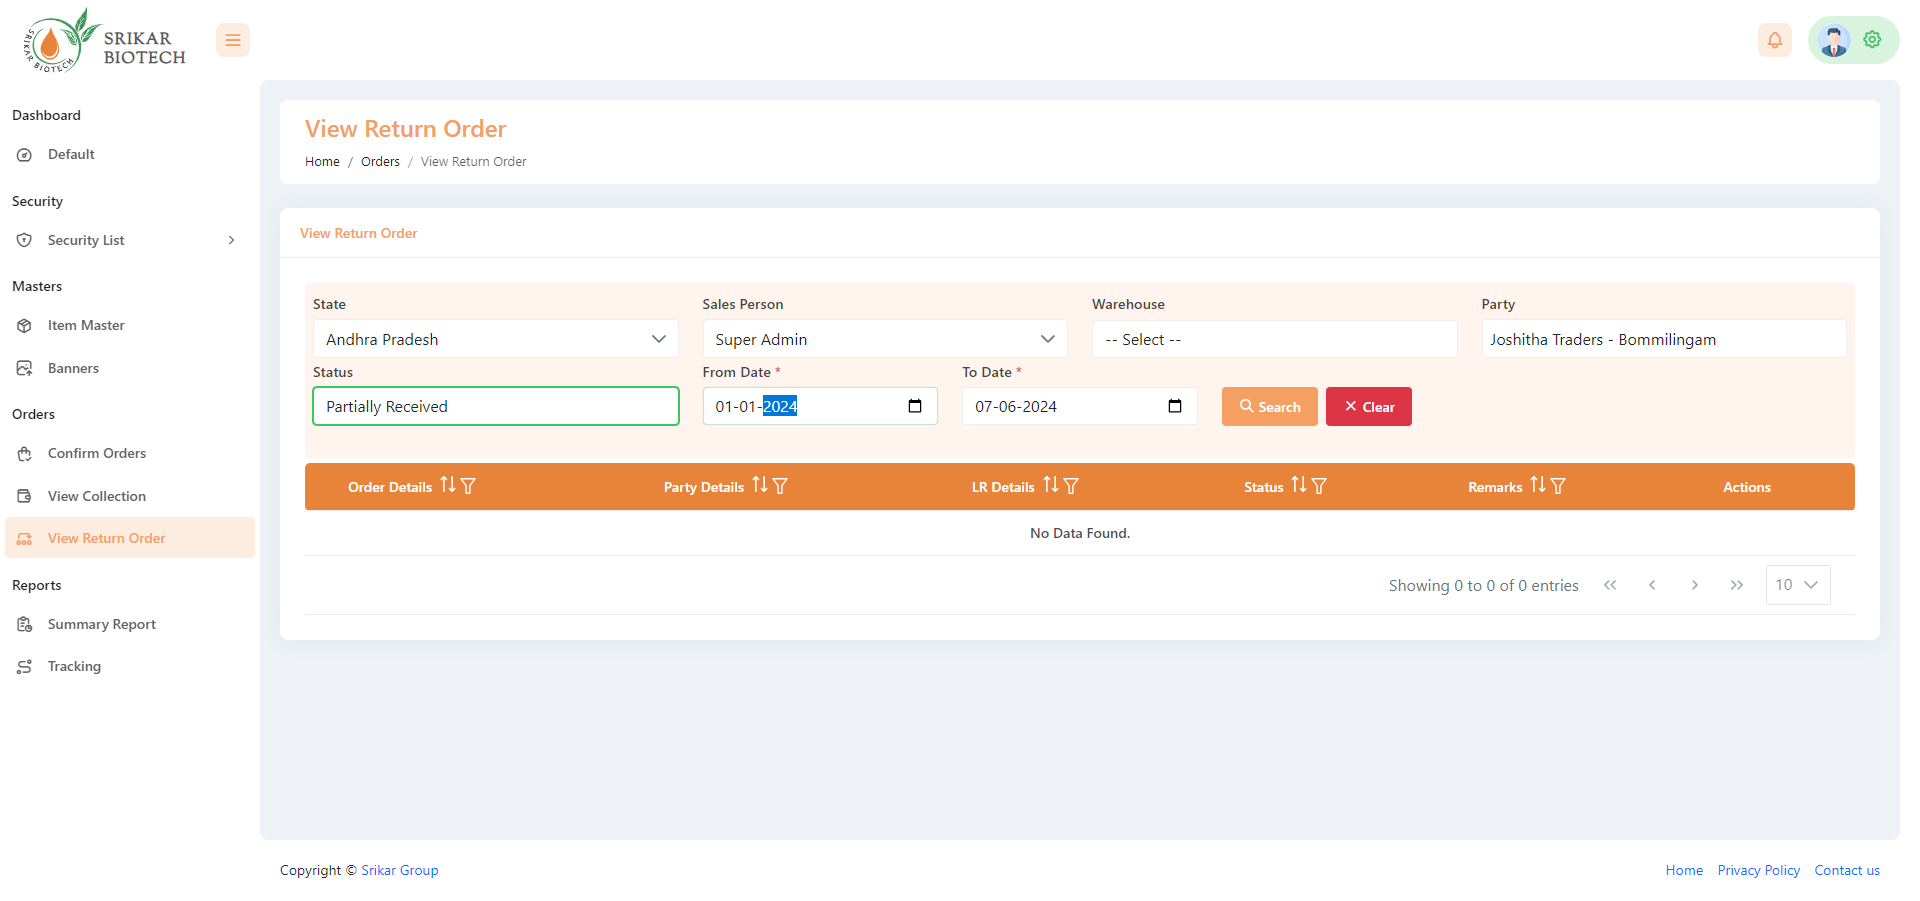 SRIKAR BIOTECH
SRIKAR
BIOTECH
Dashboard
Default
Security
Security List
Masters
Item Master
Banners
Orders
Confirm Orders
View Collection
View Return Order
Reports
Summary Report
Tracking
View Return Order
Home / Orders / View Return Order
View Return Order
State Sales Person Warehouse Party
Andhra Pradesh Super Admin -- Select -- Joshitha Traders - Bommilingam
Status From Date * To Date *
Partially Received 01-01-2024 07-06-2024 Search Clear
Order Details Party Details LR Details Status Remarks Actions
No Data Found.
Showing 0 to 0 of 0 entries 10
Copyright © Srikar Group Home Privacy Policy Contact us